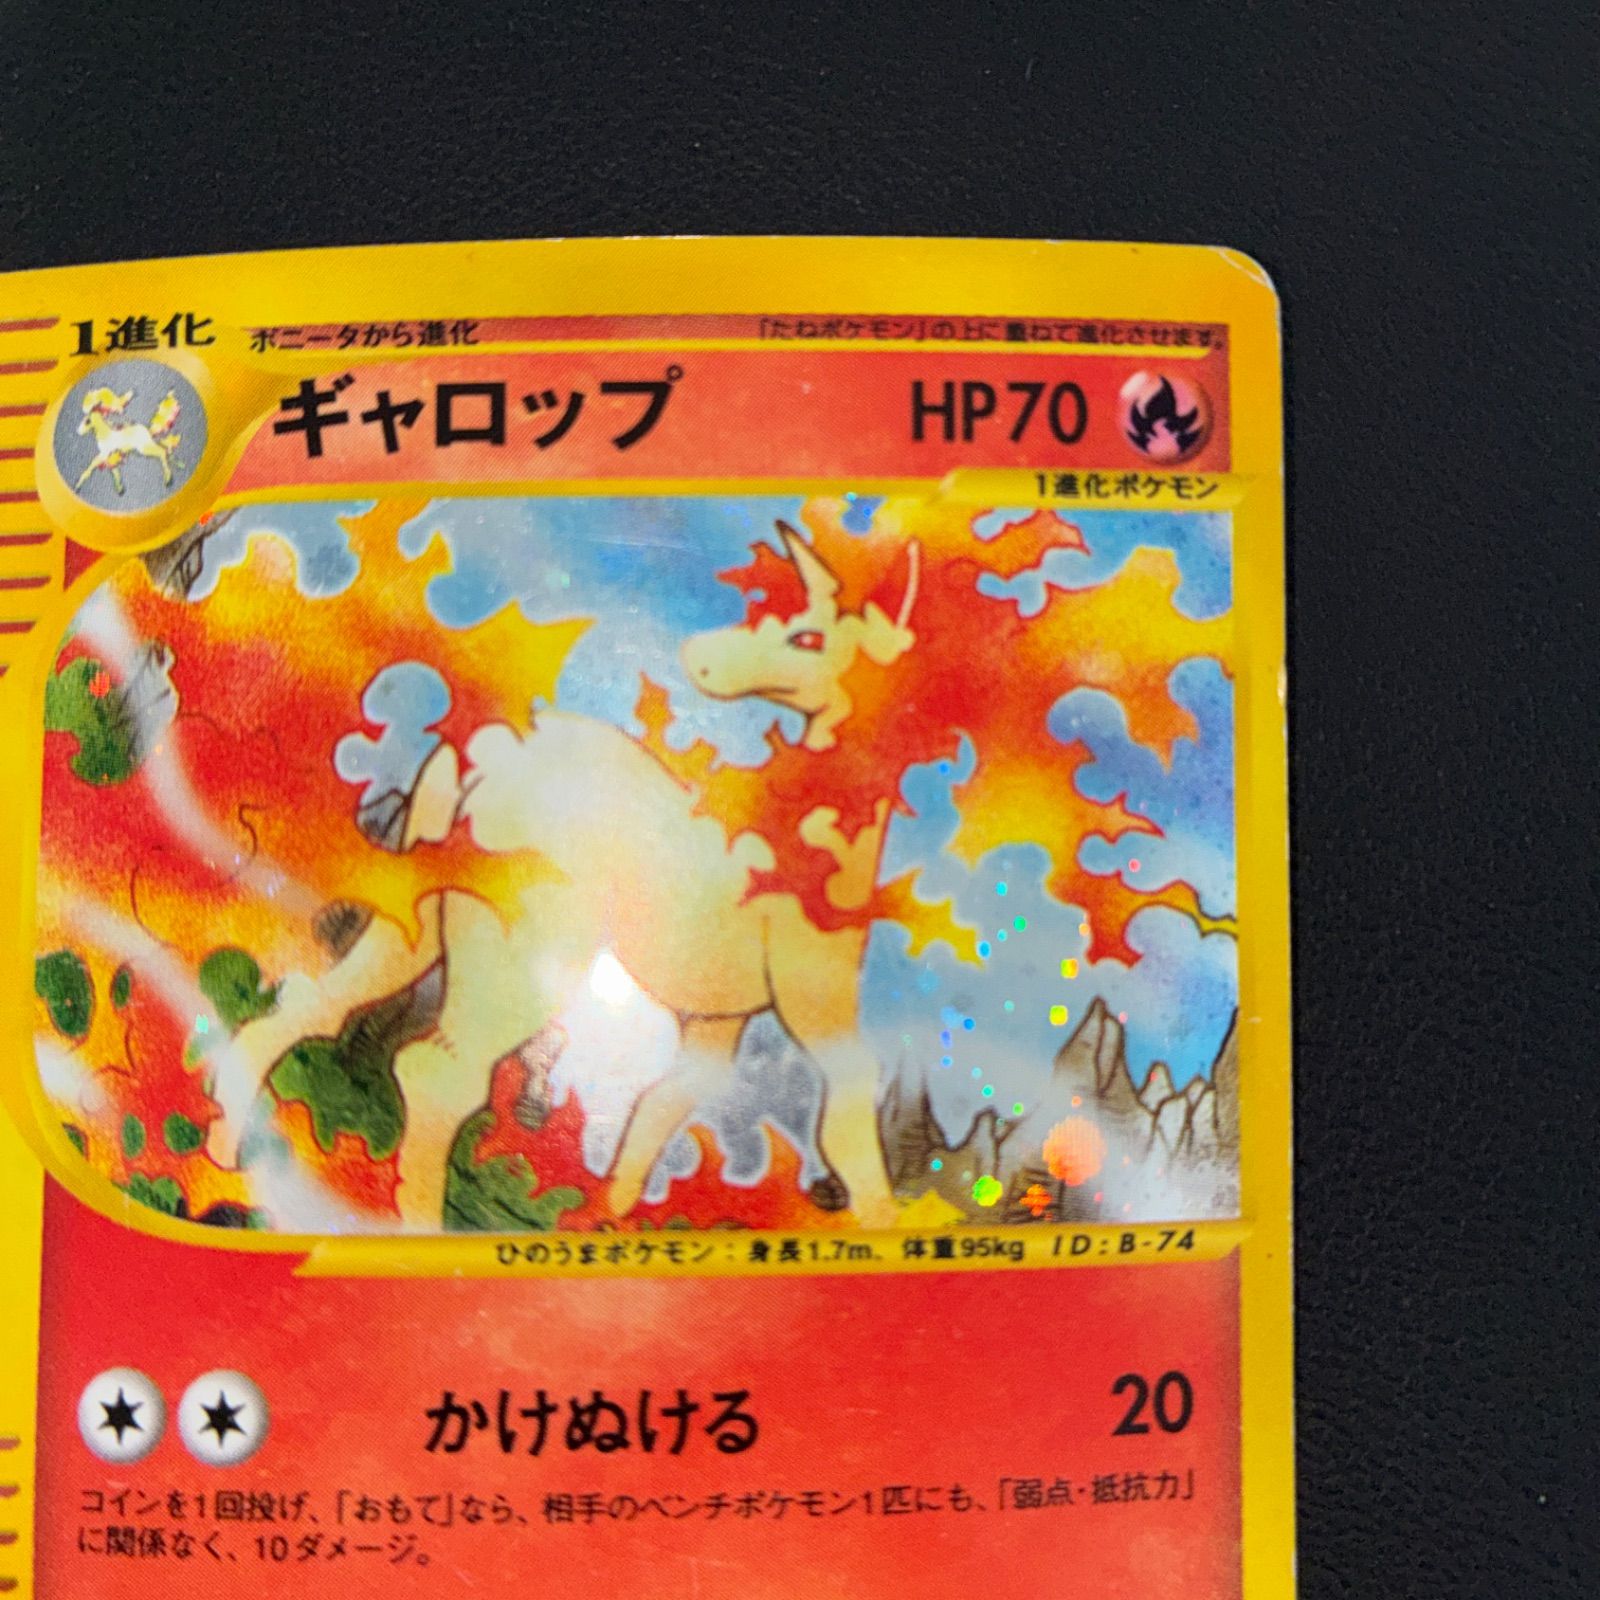 1進化 ポニータから進化 「たねポケモン」の上に重ねて進化させます。
ギャロップ HP70
1進化ポケモン
ひのうまポケモン：身長1.7m、体重95kg ID:B-74
かけぬける 20
コインを1回投げ、「おもて」なら、相手のベンチポケモン1匹にも、「弱点・抵抗力」
に関係なく、10ダメージ。